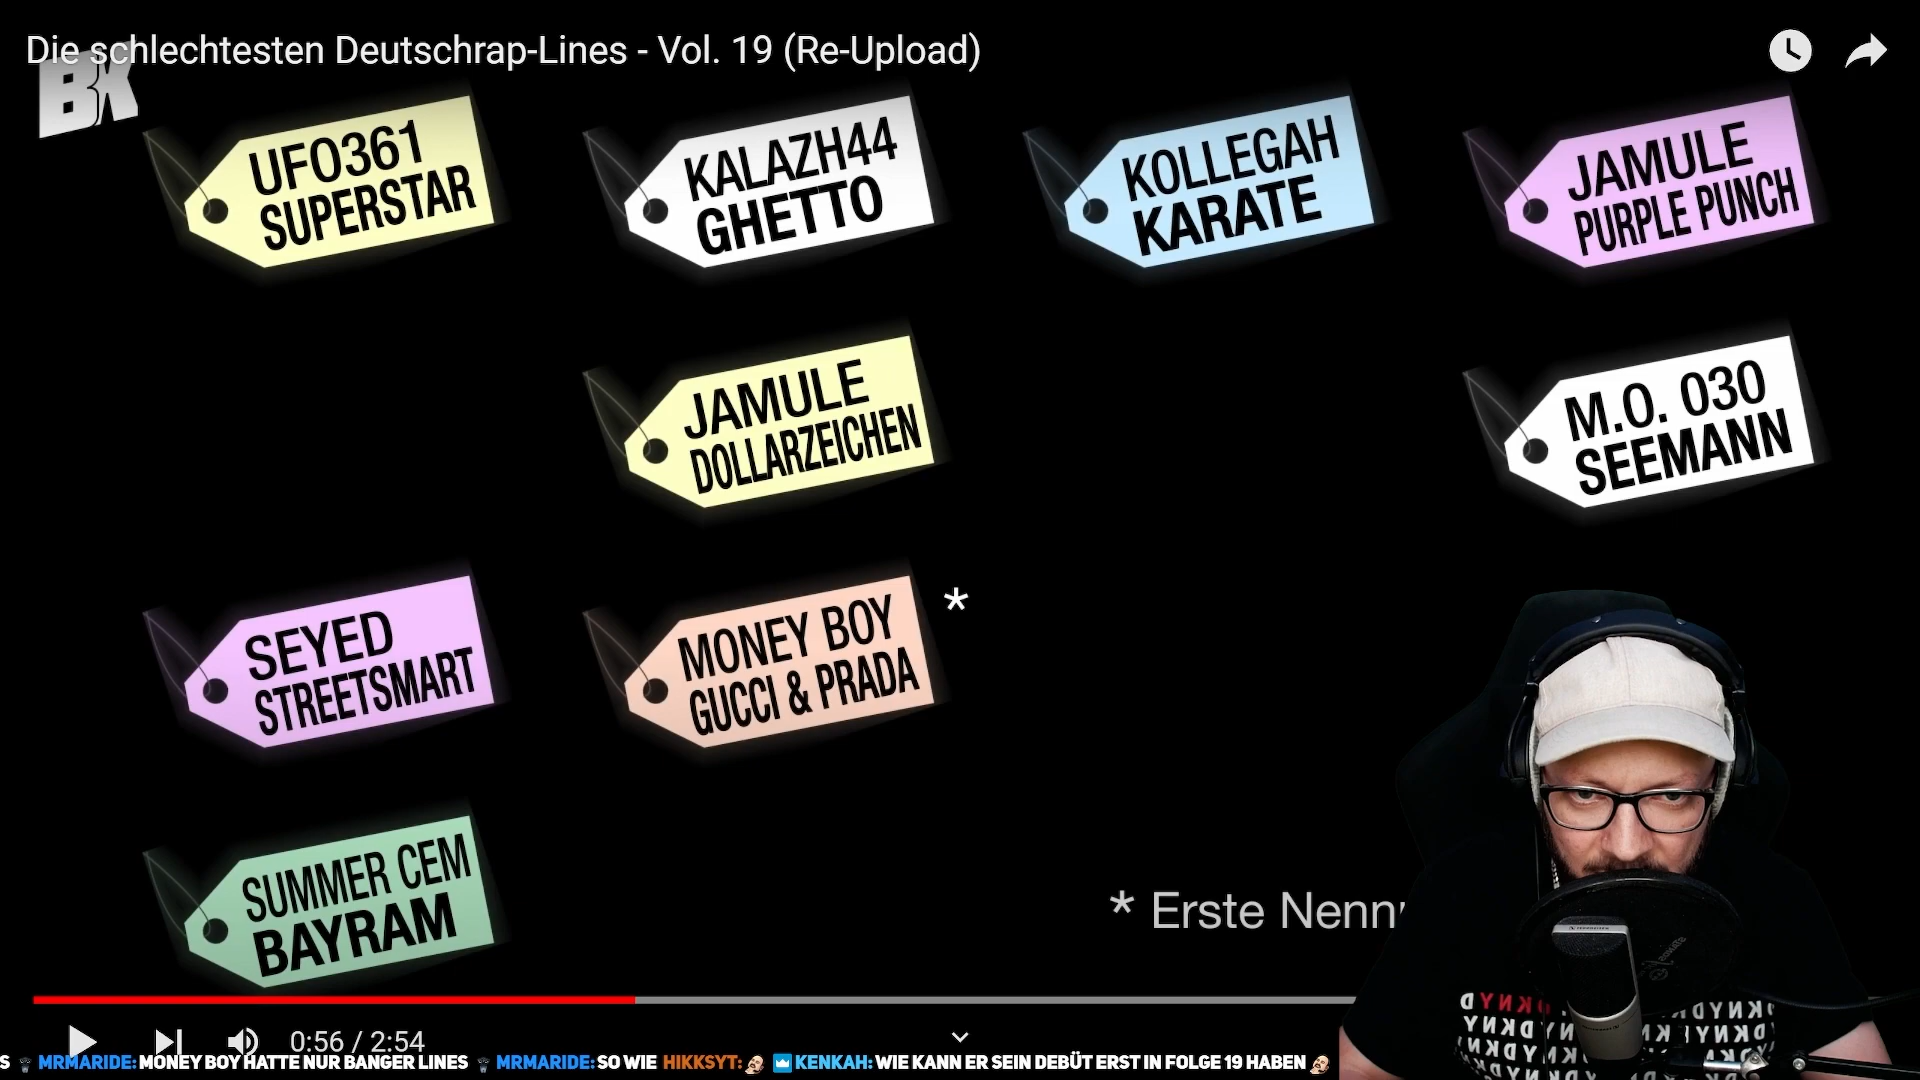 Die schlechtesten Deutschrap-Lines - Vol. 19 (Re-Upload)
BK
UFO361
SUPERSTAR
KALAZH44
GHETTO
KOLLEGAH
KARATE
JAMULE
PURPLE PUNCH
JAMULE
DOLLARZEICHEN
M.O. 030
SEEMANN
SEYED
STREETSMART
MONEY BOY
GUCCI & PRADA
*
SUMMER CEM
BAYRAM
* Erste
0:56 / 2:54
S MRMARIDE: MONEY BOY HATTE NUR BANGER LINES MRMARIDE: SO WIE HIKKSYT: KENKAH: WIE KANN ER SEIN DEBÜT ERST IN FOLGE 19 HABEN
DKNYD